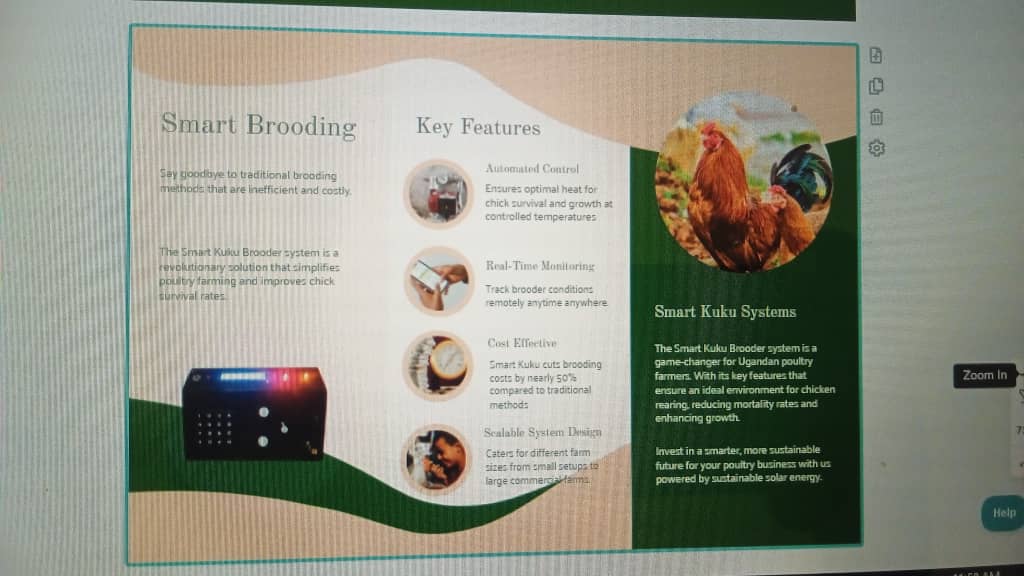 Smart Brooding
Say goodbye to traditional brooding
methods that are inefficient and costly.
The Smart Kuku Brooder system is a
revolutionary solution that simplifies
poultry farming and improves chick
survival rates.
Key Features
Automated Control
Ensures optimal heat for
chick survival and growth at
controlled temperatures
Real-Time Monitoring
Track brooder conditions
remotely anytime anywhere.
Cost Effective
Smart Kuku cuts brooding
costs by nearly 50%
compared to traditional
methods
Scalable System Design
Caters for different farm
sizes from small setups to
large commercial farms.
Smart Kuku Systems
The Smart Kuku Brooder system is a
game-changer for Ugandan poultry
farmers. With its key features that
ensure an ideal environment for chicken
rearing, reducing mortality rates and
enhancing growth.
Invest in a smarter, more sustainable
future for your poultry business with us
powered by sustainable solar energy.
Zoom In
Help